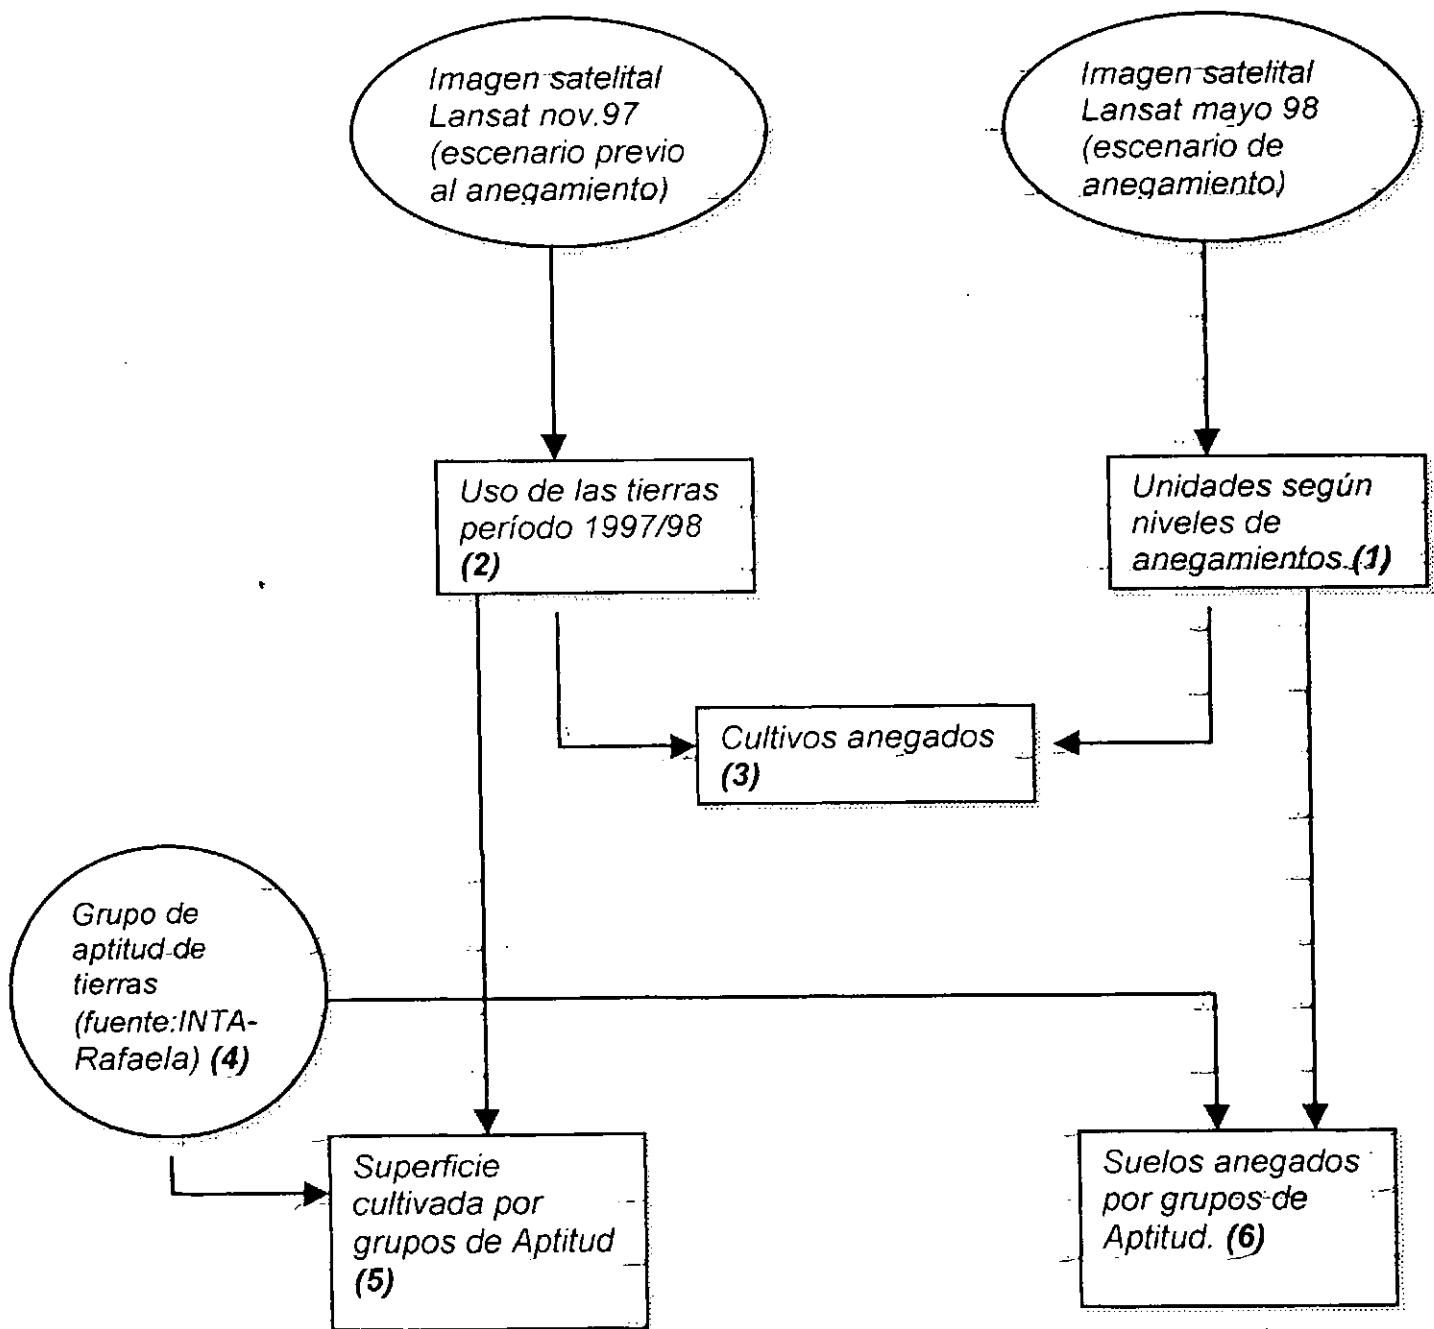 Imagen satelital
Lansat nov.97
(escenario previo
al anegamiento)
Imagen satelital
Lansat mayo 98
(escenario de
anegamiento)
Uso de las tierras
período 1997/98
(2)
Unidades según
niveles de
anegamientos.(1)
Cultivos anegados
(3)
Grupo de
aptitud de
tierras
(fuente:INTA-
Rafaela) (4)
Superficie
cultivada por
grupos de Aptitud
(5)
Suelos anegados
por grupos de
Aptitud. (6)